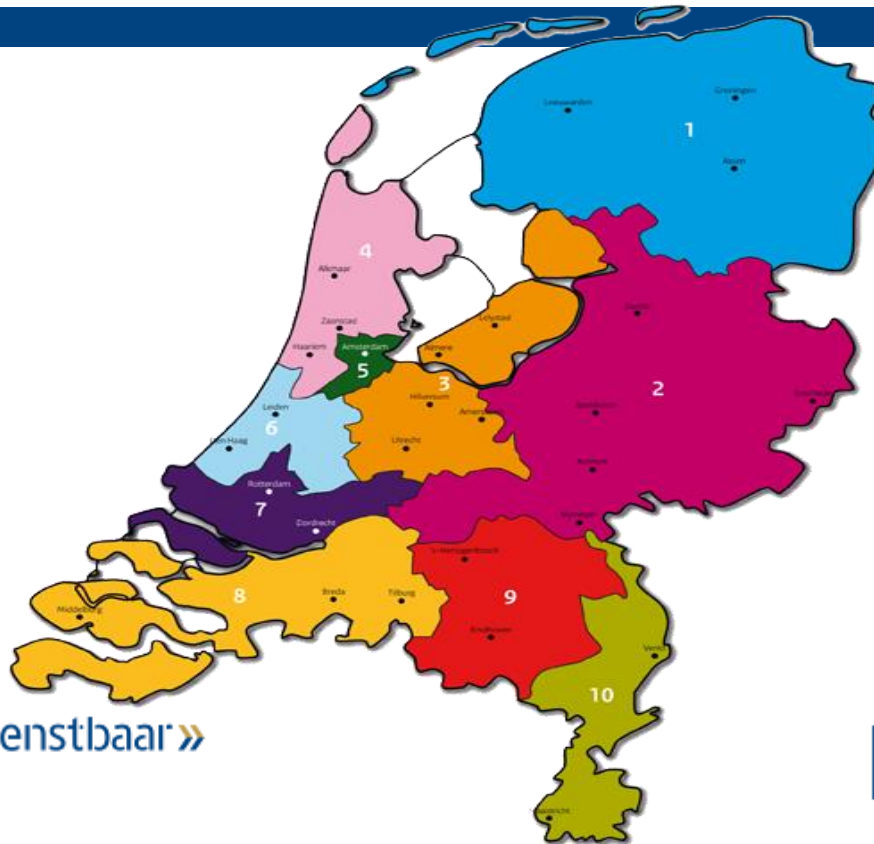 Groningen
Leeuwarden
1
Assen
4
Alkmaar
Zwolle
Zaanstad
Lelystad
Haarlem
Amsterdam
Almere
5
3
2
Hilversum
Enschede
Leiden
Apeldoorn
Amersfoort
6
Den Haag
Utrecht
Arnhem
Rotterdam
7
Dordrecht
Nijmegen
's-Hertogenbosch
8
Breda
Tilburg
9
Middelburg
Eindhoven
Venlo
10
enstbaar »
Maastricht